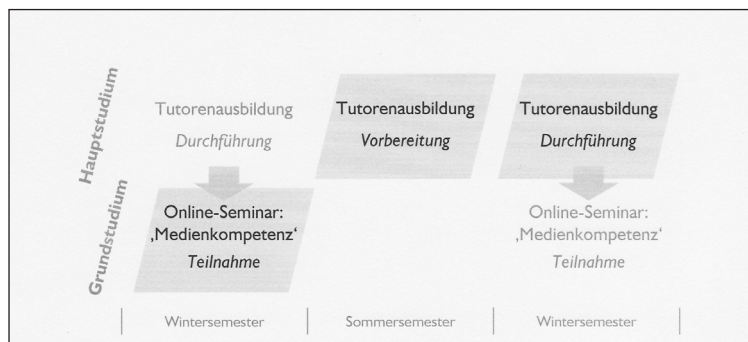 Hauptstudium
Tutorenausbildung
Durchführung
Tutorenausbildung
Vorbereitung
Tutorenausbildung
Durchführung
Grundstudium
Online-Seminar:
‚Medienkompetenz‘
Teilnahme
Online-Seminar:
‚Medienkompetenz‘
Teilnahme
Wintersemester
Sommersemester
Wintersemester